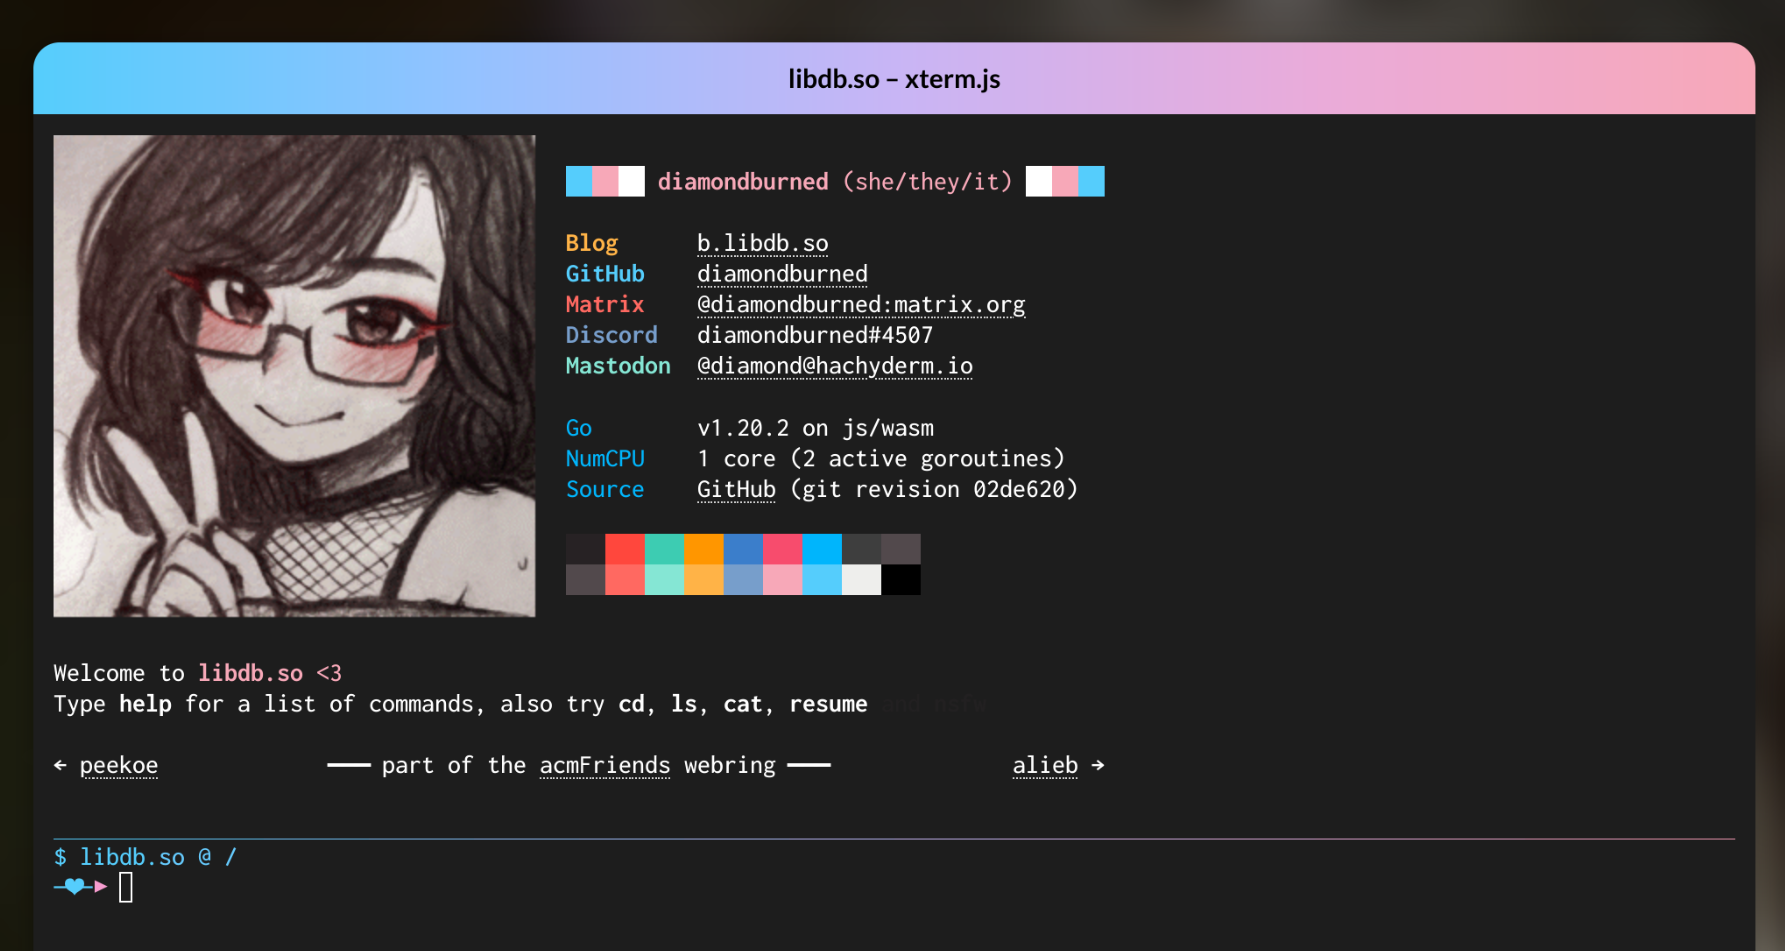 libdb.so – xterm.js
diamondburned (she/they/it)
Blog b.libdb.so
GitHub diamondburned
Matrix @diamondburned:matrix.org
Discord diamondburned#4507
Mastodon @diamond@hachyderm.io
Go v1.20.2 on js/wasm
NumCPU 1 core (2 active goroutines)
Source GitHub (git revision 02de620)
Welcome to libdb.so <3
Type help for a list of commands, also try cd, ls, cat, resume and nsfw
← peekoe ── part of the acmFriends webring ── alieb →
$ libdb.so @ /